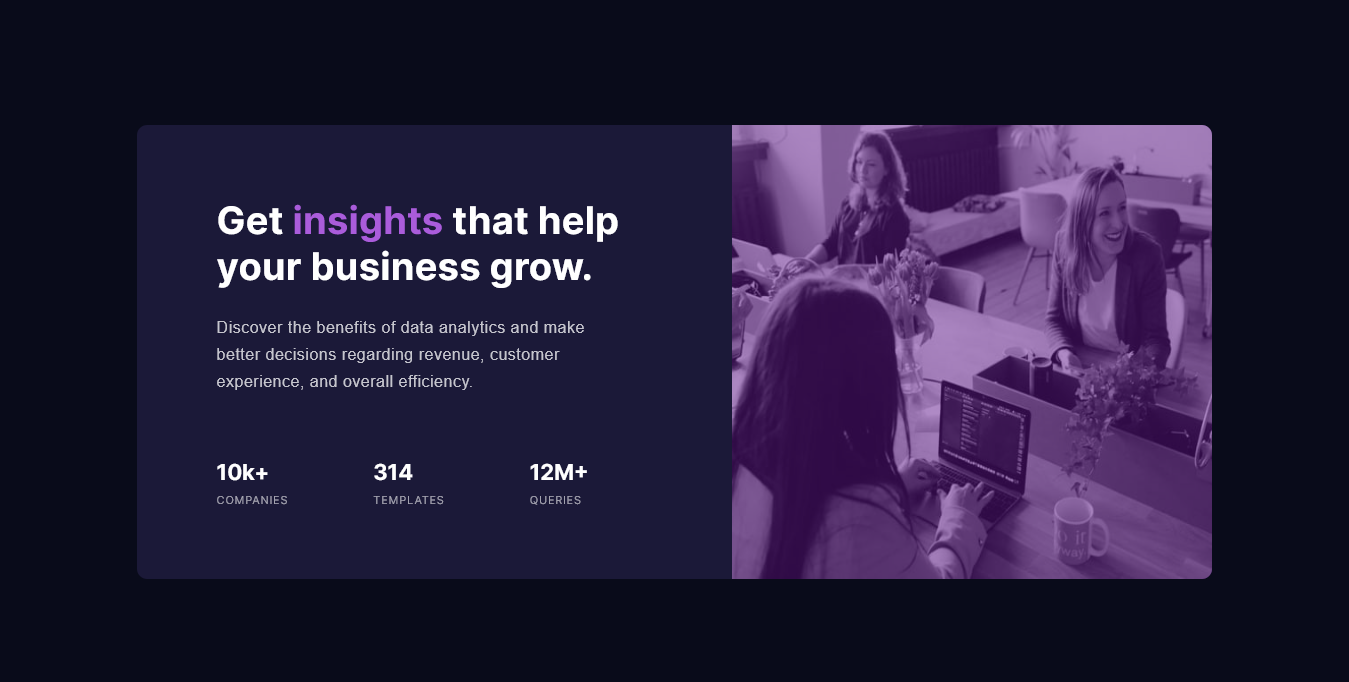 Get insights that help
your business grow.
Discover the benefits of data analytics and make
better decisions regarding revenue, customer
experience, and overall efficiency.
10k+ 314 12M+
COMPANIES TEMPLATES QUERIES